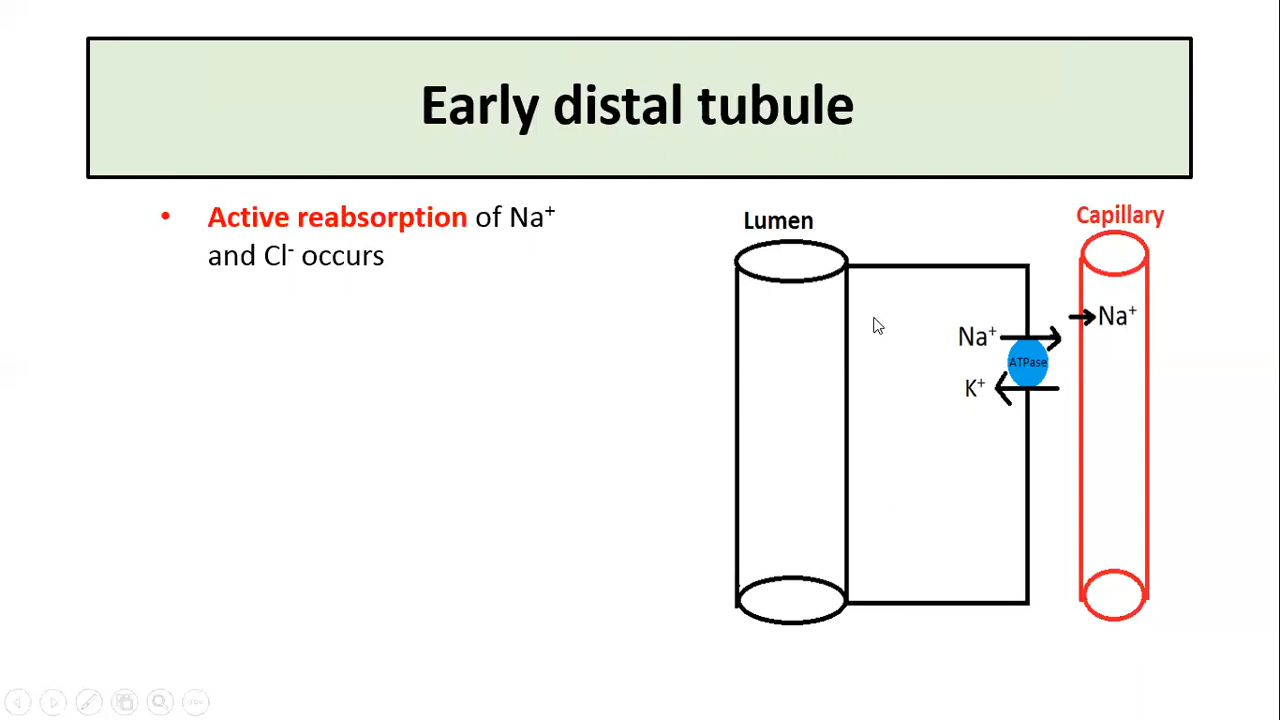 Early distal tubule
• Active reabsorption of Na⁺
and Cl⁻ occurs
Lumen
Capillary
Na⁺
Na⁺
ATPase
K⁺